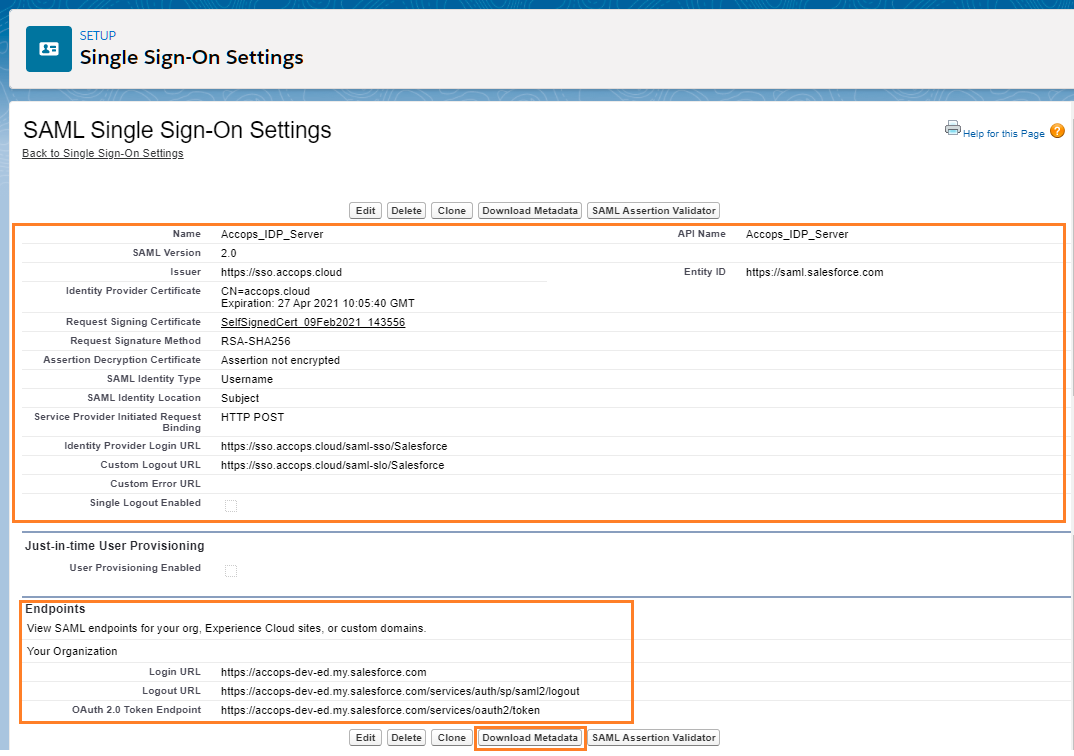 SETUP
Single Sign-On Settings
SAML Single Sign-On Settings
Back to Single Sign-On Settings
Help for this Page ?
Edit Delete Clone Download Metadata SAML Assertion Validator
Name Accops_IDP_Server API Name Accops_IDP_Server
SAML Version 2.0
Issuer https://sso.accops.cloud Entity ID https://saml.salesforce.com
Identity Provider Certificate CN=accops.cloud
Expiration: 27 Apr 2021 10:05:40 GMT
Request Signing Certificate SelfSignedCert_09Feb2021_143556
Request Signature Method RSA-SHA256
Assertion Decryption Certificate Assertion not encrypted
SAML Identity Type Username
SAML Identity Location Subject
Service Provider Initiated Request HTTP POST
Binding
Identity Provider Login URL https://sso.accops.cloud/saml-sso/Salesforce
Custom Logout URL https://sso.accops.cloud/saml-slo/Salesforce
Custom Error URL
Single Logout Enabled
Just-in-time User Provisioning
User Provisioning Enabled
Endpoints
View SAML endpoints for your org, Experience Cloud sites, or custom domains.
Your Organization
Login URL https://accops-dev-ed.my.salesforce.com
Logout URL https://accops-dev-ed.my.salesforce.com/services/auth/sp/saml2/logout
OAuth 2.0 Token Endpoint https://accops-dev-ed.my.salesforce.com/services/oauth2/token
Edit Delete Clone Download Metadata SAML Assertion Validator